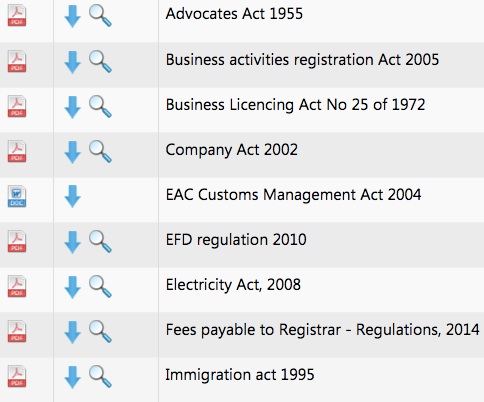 PDF Advocates Act 1955
PDF Business activities registration Act 2005
PDF Business Licencing Act No 25 of 1972
PDF Company Act 2002
DOC EAC Customs Management Act 2004
PDF EFD regulation 2010
PDF Electricity Act, 2008
PDF Fees payable to Registrar - Regulations, 2014
PDF Immigration act 1995